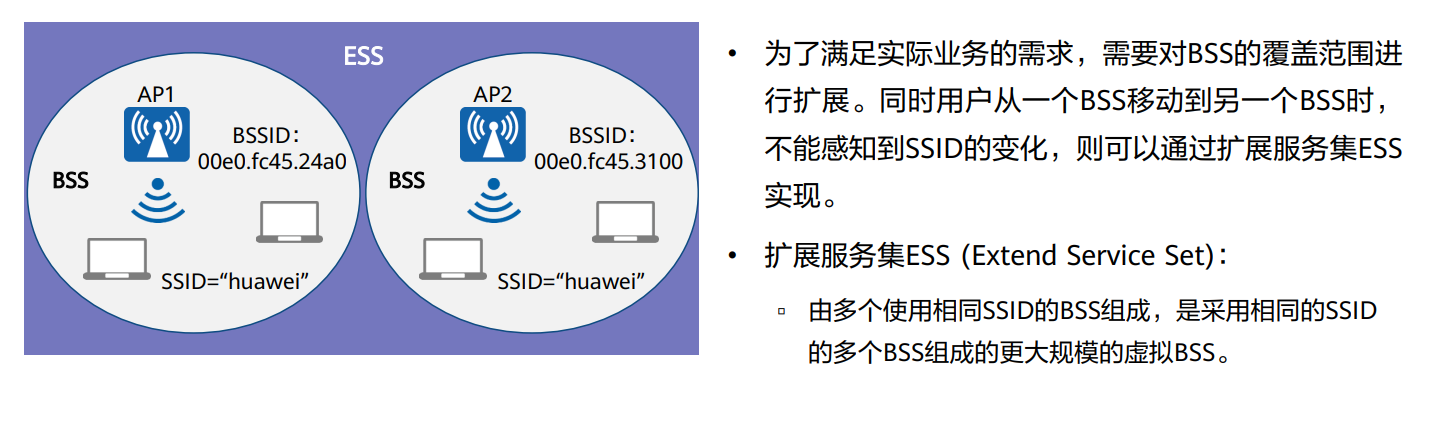 ESS
AP1
BSSID：
00e0.fc45.24a0
BSS
SSID=“huawei”
AP2
BSSID：
00e0.fc45.3100
BSS
SSID=“huawei”
• 为了满足实际业务的需求，需要对BSS的覆盖范围进
行扩展。同时用户从一个BSS移动到另一个BSS时，
不能感知到SSID的变化，则可以通过扩展服务集ESS
实现。
• 扩展服务集ESS (Extend Service Set)：
▫ 由多个使用相同SSID的BSS组成，是采用相同的SSID
的多个BSS组成的更大规模的虚拟BSS。